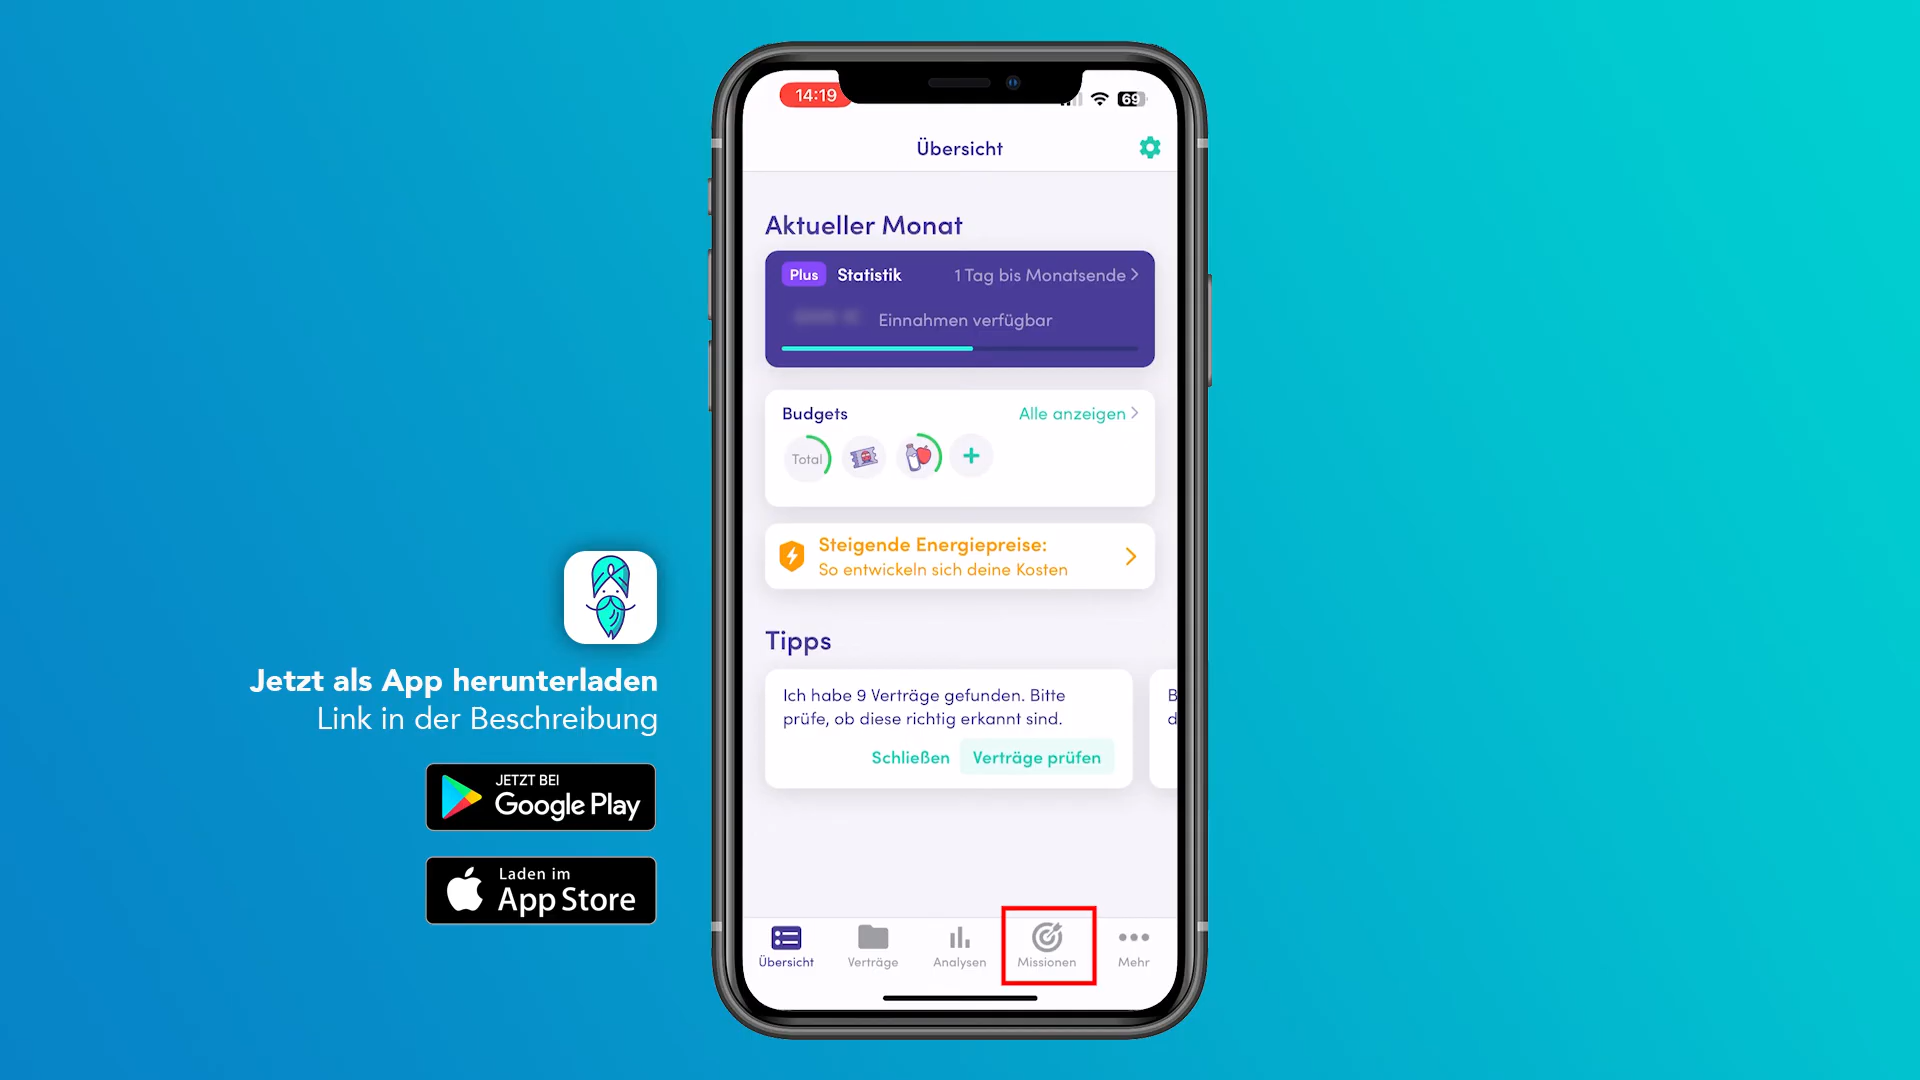 14:19
69
Übersicht
Aktueller Monat
Plus Statistik 1 Tag bis Monatsende
Einnahmen verfügbar
Budgets Alle anzeigen
Total
Steigende Energiepreise:
So entwickeln sich deine Kosten
Tipps
Ich habe 9 Verträge gefunden. Bitte
prüfe, ob diese richtig erkannt sind.
Schließen Verträge prüfen
B
d
Übersicht Verträge Analysen Missionen Mehr
Jetzt als App herunterladen
Link in der Beschreibung
JETZT BEI
Google Play
Laden im
App Store